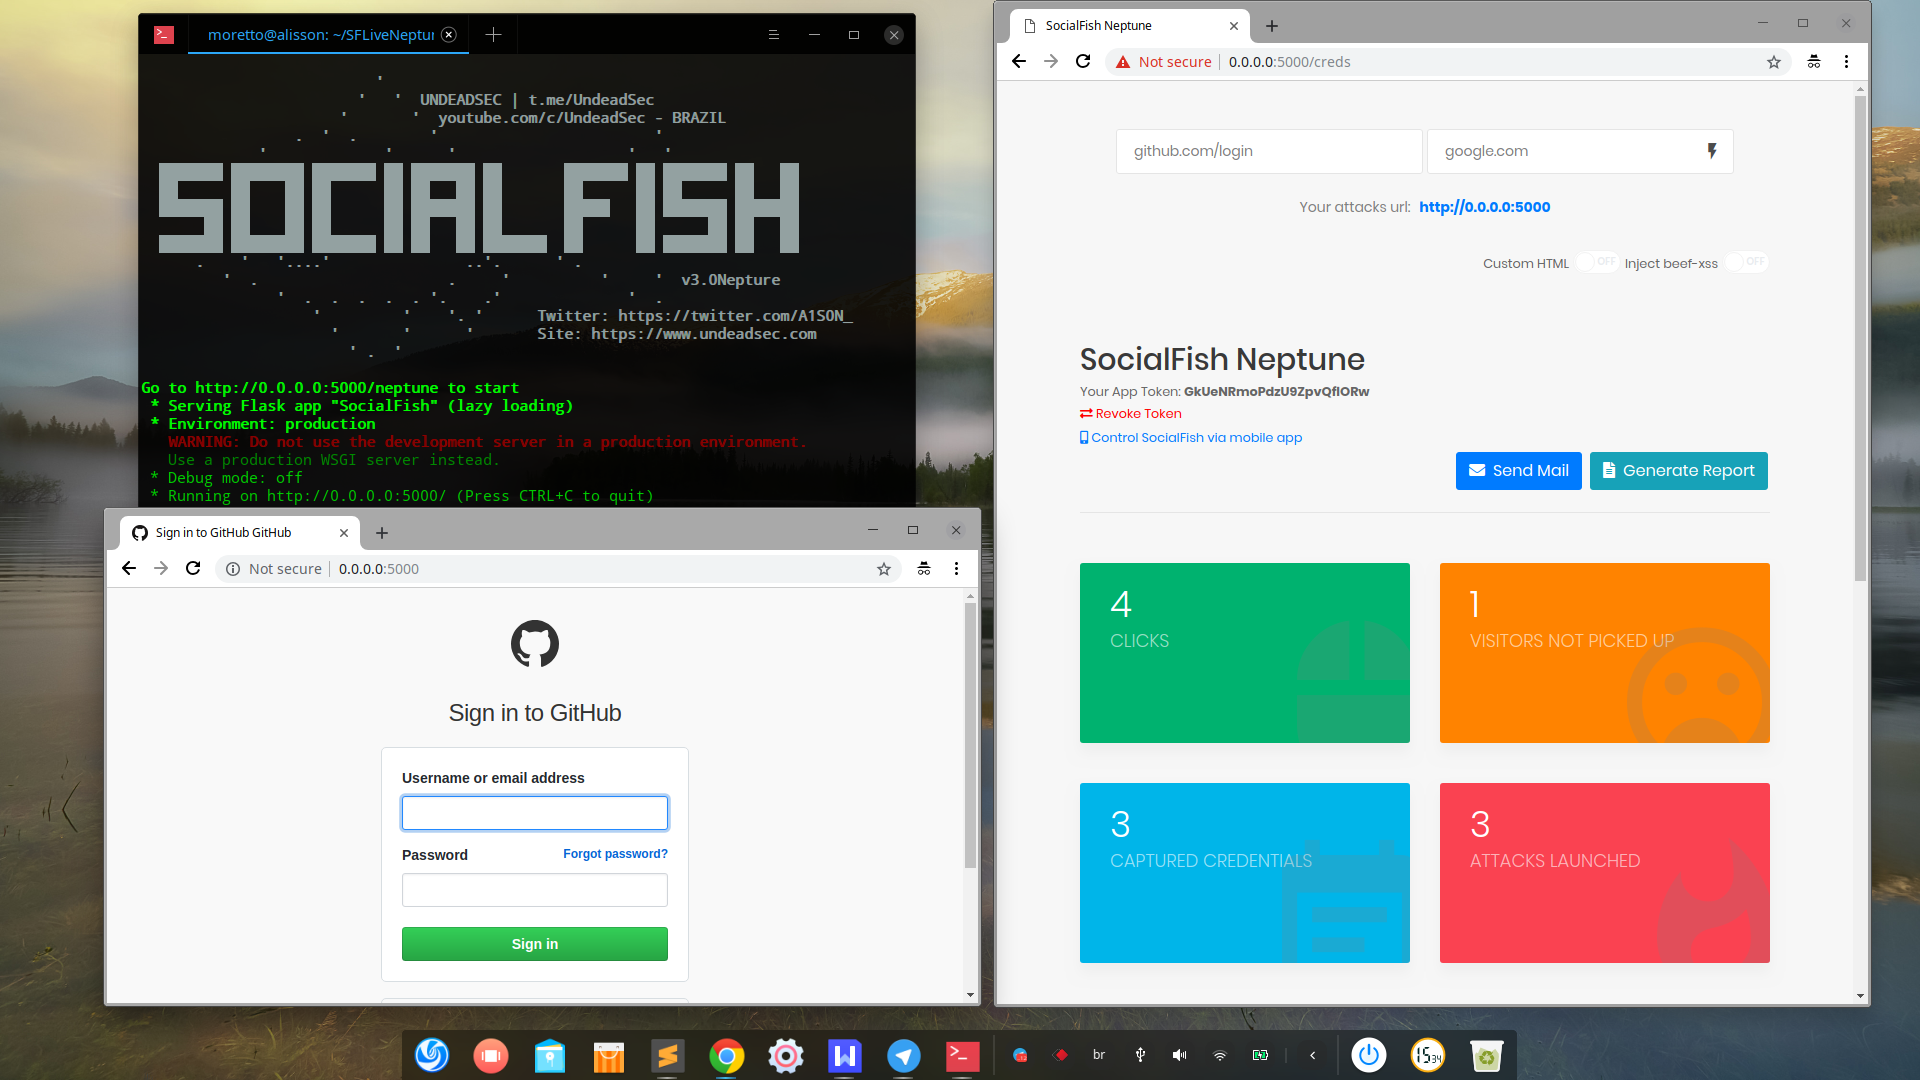 moretto@alisson: ~/SFLiveNeptun
UNDEADSEC | t.me/UndeadSec
youtube.com/c/UndeadSec - BRAZIL
SOCIALFISH
v3.0Nepture
Twitter: https://twitter.com/A1S0N_
Site: https://www.undeadsec.com
Go to http://0.0.0.0:5000/neptune to start
* Serving Flask app "SocialFish" (lazy loading)
* Environment: production
WARNING: Do not use the development server in a production environment.
Use a production WSGI server instead.
* Debug mode: off
* Running on http://0.0.0.0:5000/ (Press CTRL+C to quit)
Sign in to GitHub GitHub
Not secure | 0.0.0.0:5000
Sign in to GitHub
Username or email address
Password
Forgot password?
Sign in
SocialFish Neptune
Not secure | 0.0.0.0:5000/creds
github.com/login
google.com
Your attacks url: http://0.0.0.0:5000
Custom HTML OFF Inject beef-xss OFF
SocialFish Neptune
Your App Token: GkUeNRmoPdzU9ZpvQflORw
Revoke Token
Control SocialFish via mobile app
Send Mail
Generate Report
4
CLICKS
1
VISITORS NOT PICKED UP
3
CAPTURED CREDENTIALS
3
ATTACKS LAUNCHED
br
15 34